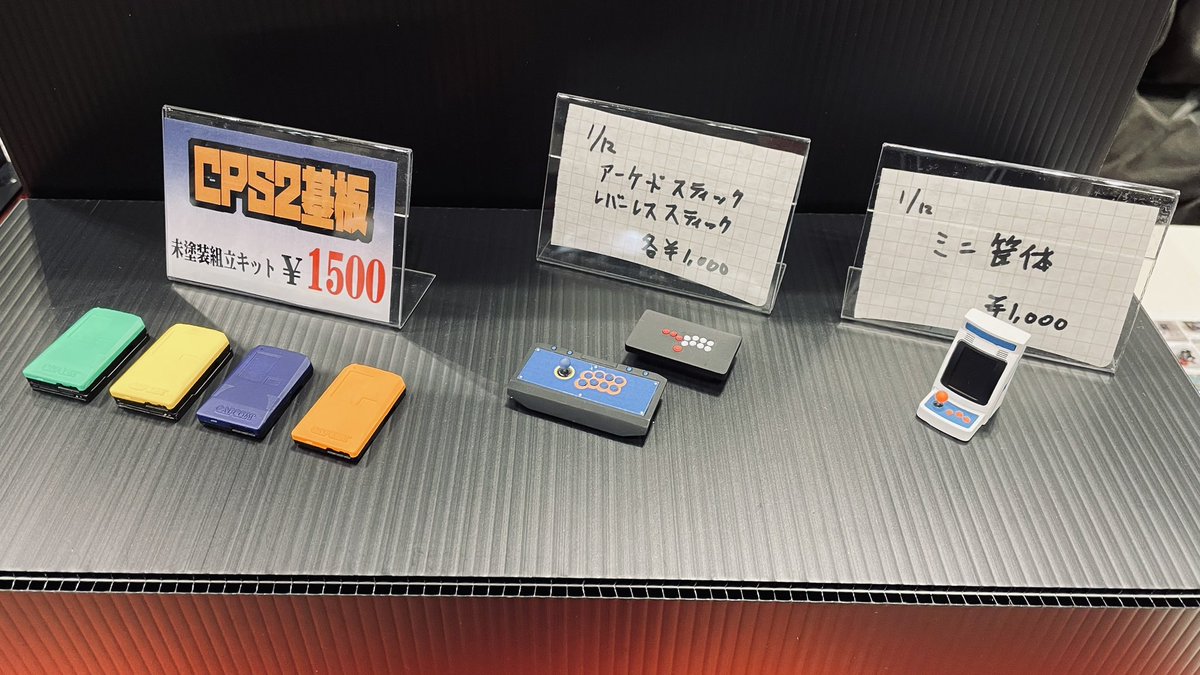 CPS2基板
未塗装組立キット ¥1500
1/12
アーケード スティック
レバーレス スティック
各¥1,000
1/12
ミニ筐体
¥1,000
CAPCOM